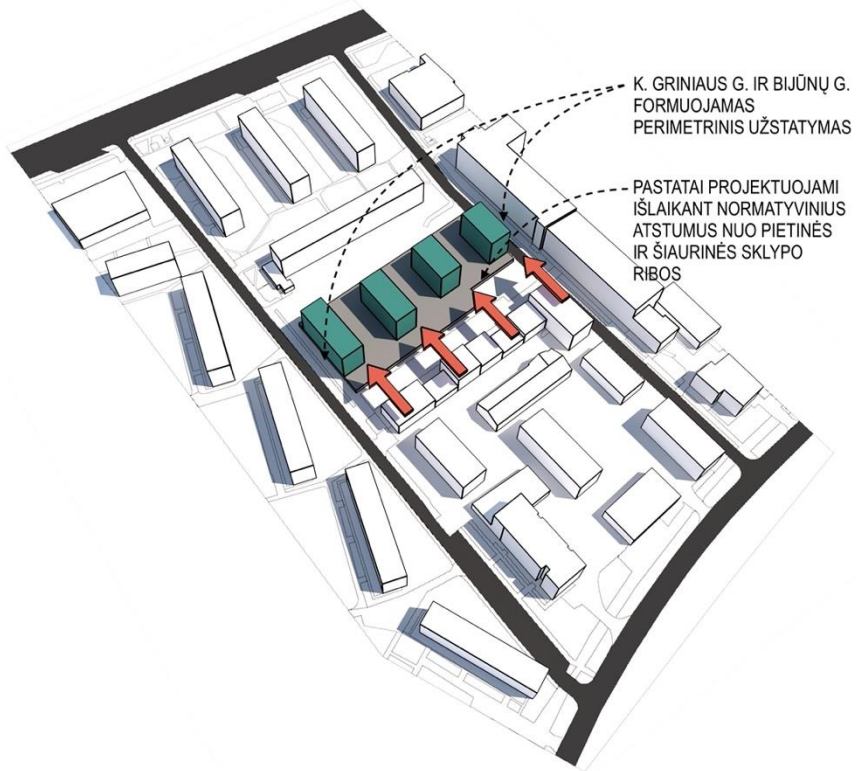 K. GRINIAUS G. IR BIJŪNŲ G.
FORMUOJAMAS
PERIMETRINIS UŽSTATYMAS
PASTATAI PROJEKTUOJAMI
IŠLAIKANT NORMATYVINIUS
ATSTUMUS NUO PIETINĖS
IR ŠIAURINĖS SKLYPO
RIBOS